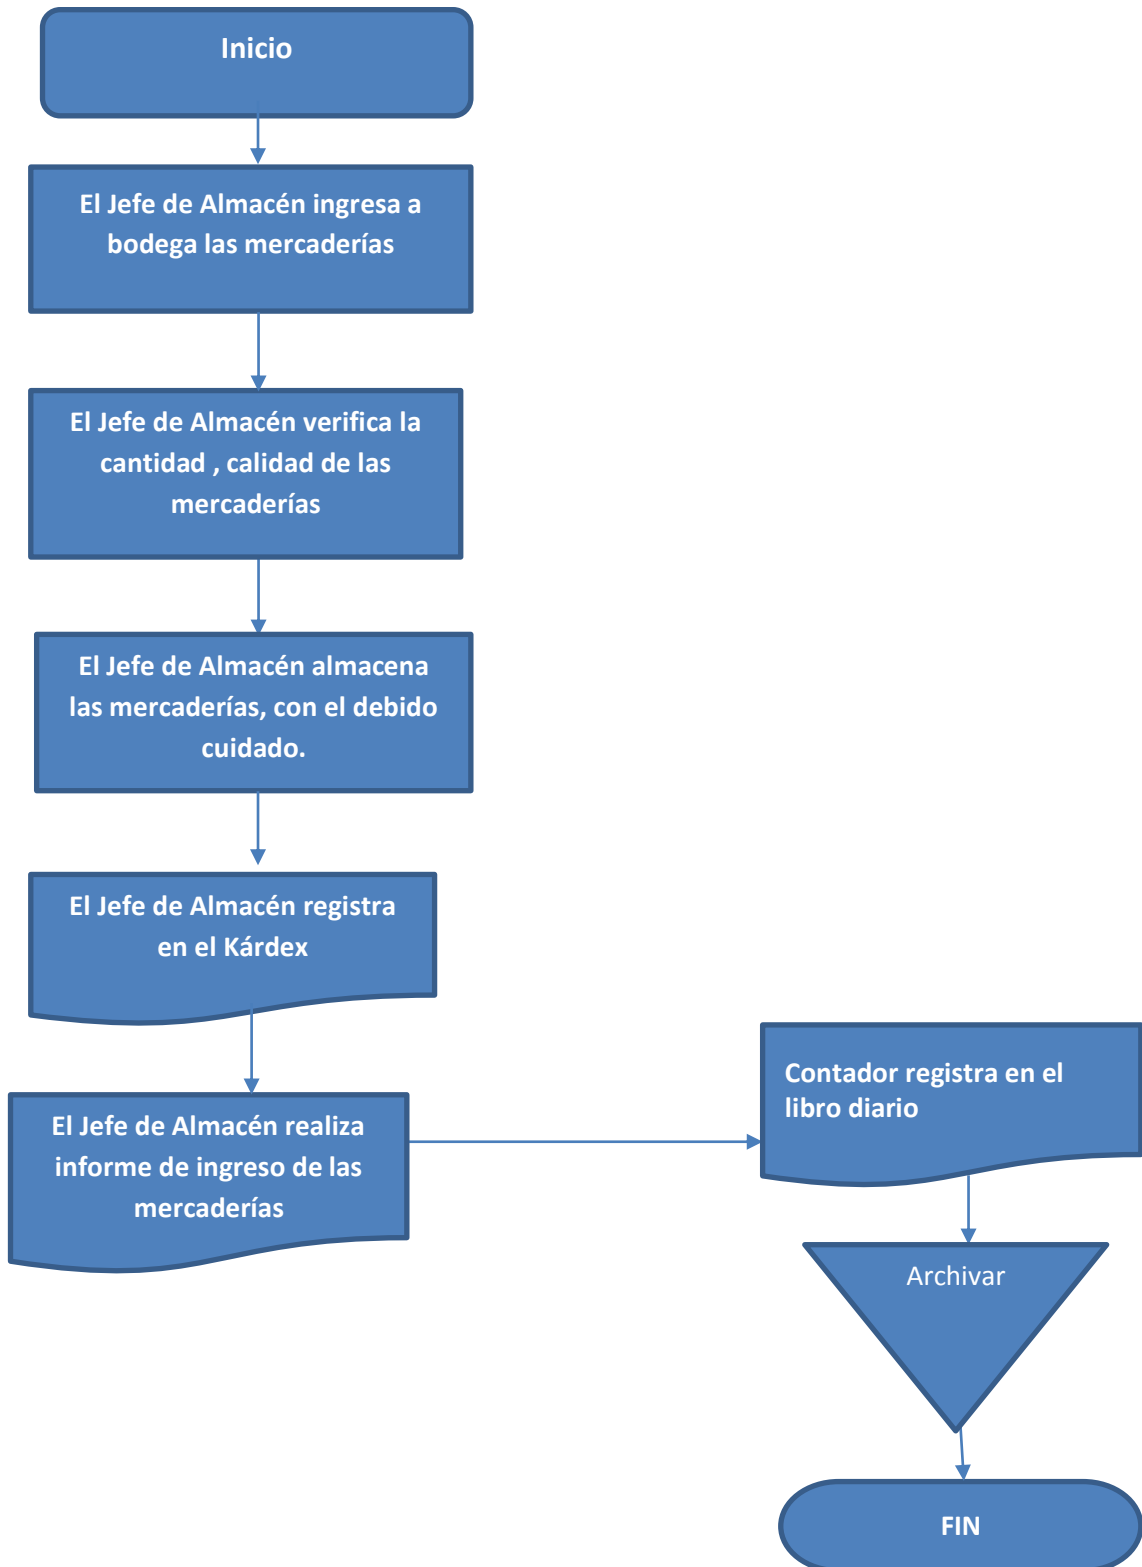 Inicio
El Jefe de Almacén ingresa a
bodega las mercaderías
El Jefe de Almacén verifica la
cantidad , calidad de las
mercaderías
El Jefe de Almacén almacena
las mercaderías, con el debido
cuidado.
El Jefe de Almacén registra
en el Kárdex
El Jefe de Almacén realiza
informe de ingreso de las
mercaderías
Contador registra en el
libro diario
Archivar
FIN